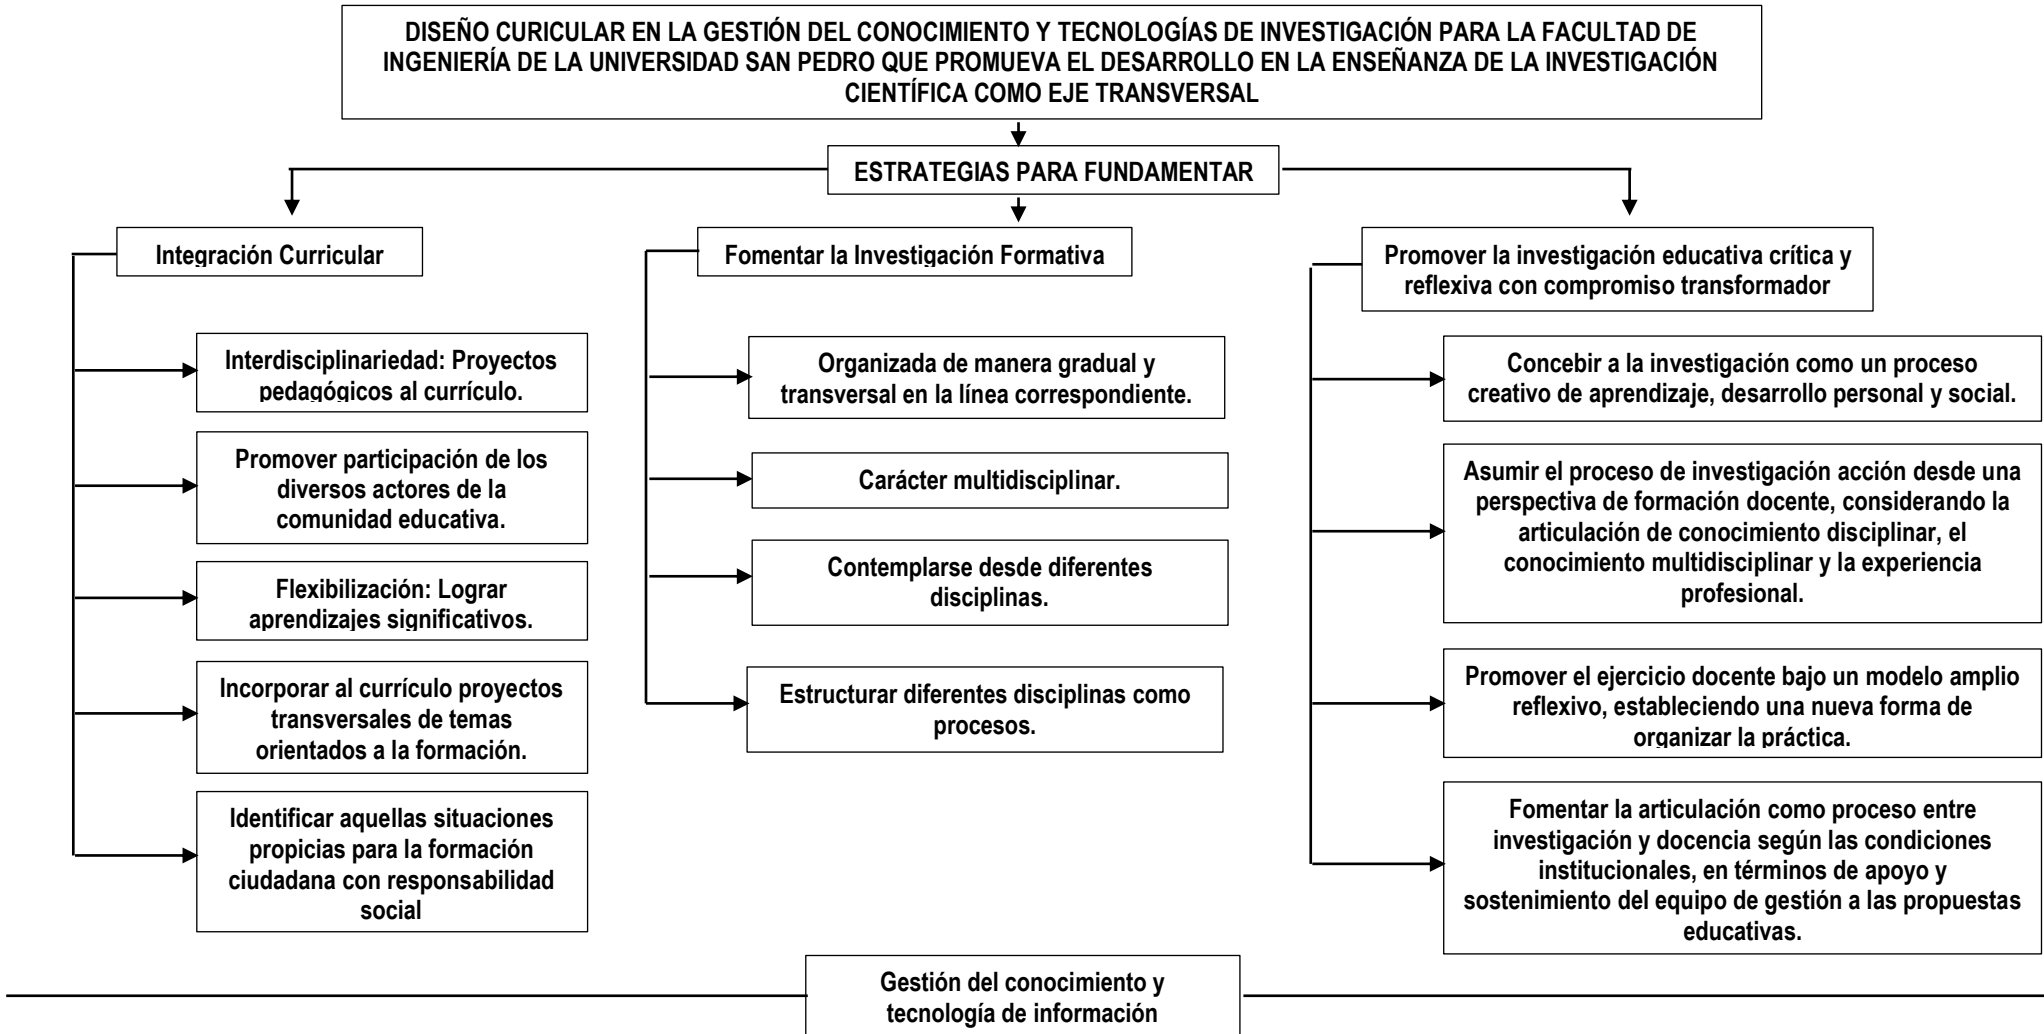 DISEÑO CURICULAR EN LA GESTIÓN DEL CONOCIMIENTO Y TECNOLOGÍAS DE INVESTIGACIÓN PARA LA FACULTAD DE
INGENIERÍA DE LA UNIVERSIDAD SAN PEDRO QUE PROMUEVA EL DESARROLLO EN LA ENSEÑANZA DE LA INVESTIGACIÓN
CIENTÍFICA COMO EJE TRANSVERSAL
ESTRATEGIAS PARA FUNDAMENTAR
Integración Curricular
Interdisciplinariedad: Proyectos
pedagógicos al currículo.
Promover participación de los
diversos actores de la
comunidad educativa.
Flexibilización: Lograr
aprendizajes significativos.
Incorporar al currículo proyectos
transversales de temas
orientados a la formación.
Identificar aquellas situaciones
propicias para la formación
ciudadana con responsabilidad
social
Fomentar la Investigación Formativa
Organizada de manera gradual y
transversal en la línea correspondiente.
Carácter multidisciplinar.
Contemplarse desde diferentes
disciplinas.
Estructurar diferentes disciplinas como
procesos.
Promover la investigación educativa crítica y
reflexiva con compromiso transformador
Concebir a la investigación como un proceso
creativo de aprendizaje, desarrollo personal y social.
Asumir el proceso de investigación acción desde una
perspectiva de formación docente, considerando la
articulación de conocimiento disciplinar, el
conocimiento multidisciplinar y la experiencia
profesional.
Promover el ejercicio docente bajo un modelo amplio
reflexivo, estableciendo una nueva forma de
organizar la práctica.
Fomentar la articulación como proceso entre
investigación y docencia según las condiciones
institucionales, en términos de apoyo y
sostenimiento del equipo de gestión a las propuestas
educativas.
Gestión del conocimiento y
tecnología de información